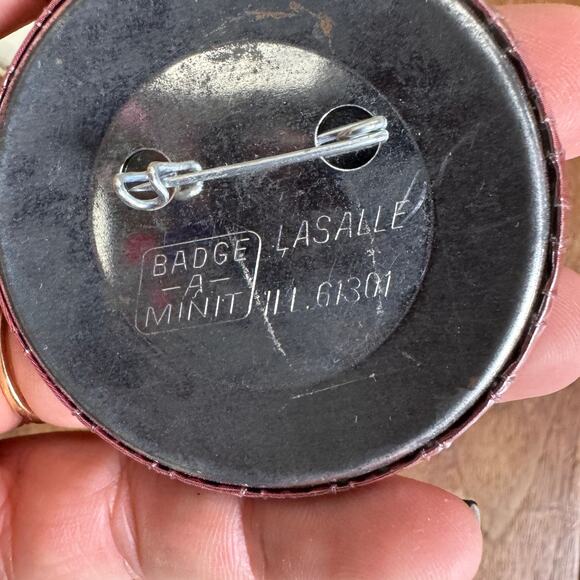 BADGE
-A-
MINIT
LASALLE
ILL. 61301